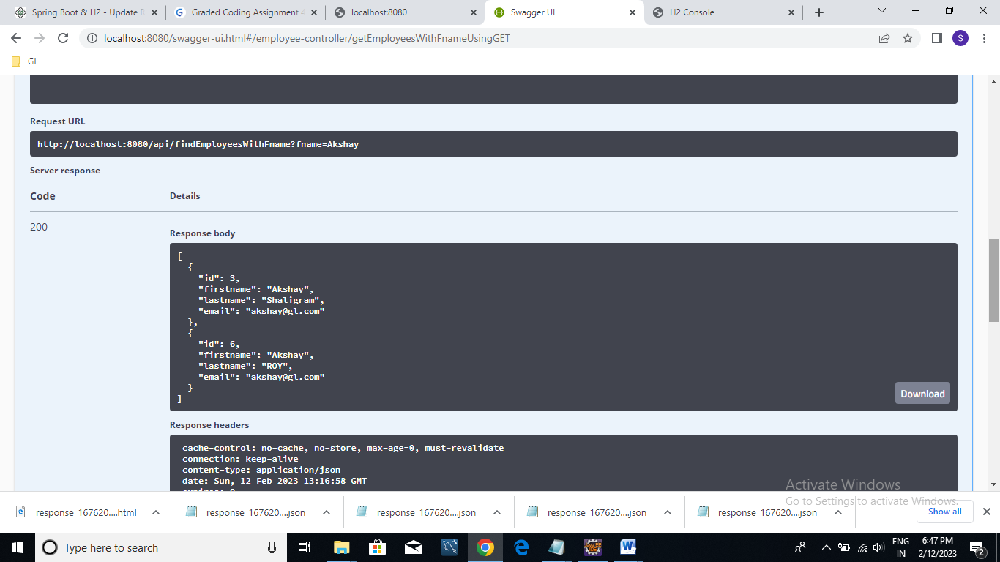 Spring Boot & H2 - Update R
Graded Coding Assignment 4
localhost:8080
Swagger UI
H2 Console
localhost:8080/swagger-ui.html#/employee-controller/getEmployeesWithFnameUsingGET
S
GL
Request URL
http://localhost:8080/api/findEmployeesWithFname?fname=Akshay
Server response
Code
Details
200
Response body
[
{
"id": 3,
"firstname": "Akshay",
"lastname": "Shaligram",
"email": "akshay@gl.com"
},
{
"id": 6,
"firstname": "Akshay",
"lastname": "ROY",
"email": "akshay@gl.com"
}
]
Download
Response headers
cache-control: no-cache, no-store, max-age=0, must-revalidate
connection: keep-alive
content-type: application/json
date: Sun, 12 Feb 2023 13:16:58 GMT
Activate Windows
Go to Settings to activate Windows.
response_167620....html
response_167620....json
response_167620....json
response_167620....json
response_167620....json
Show all
Type here to search
ENG
IN
6:47 PM
2/12/2023
2